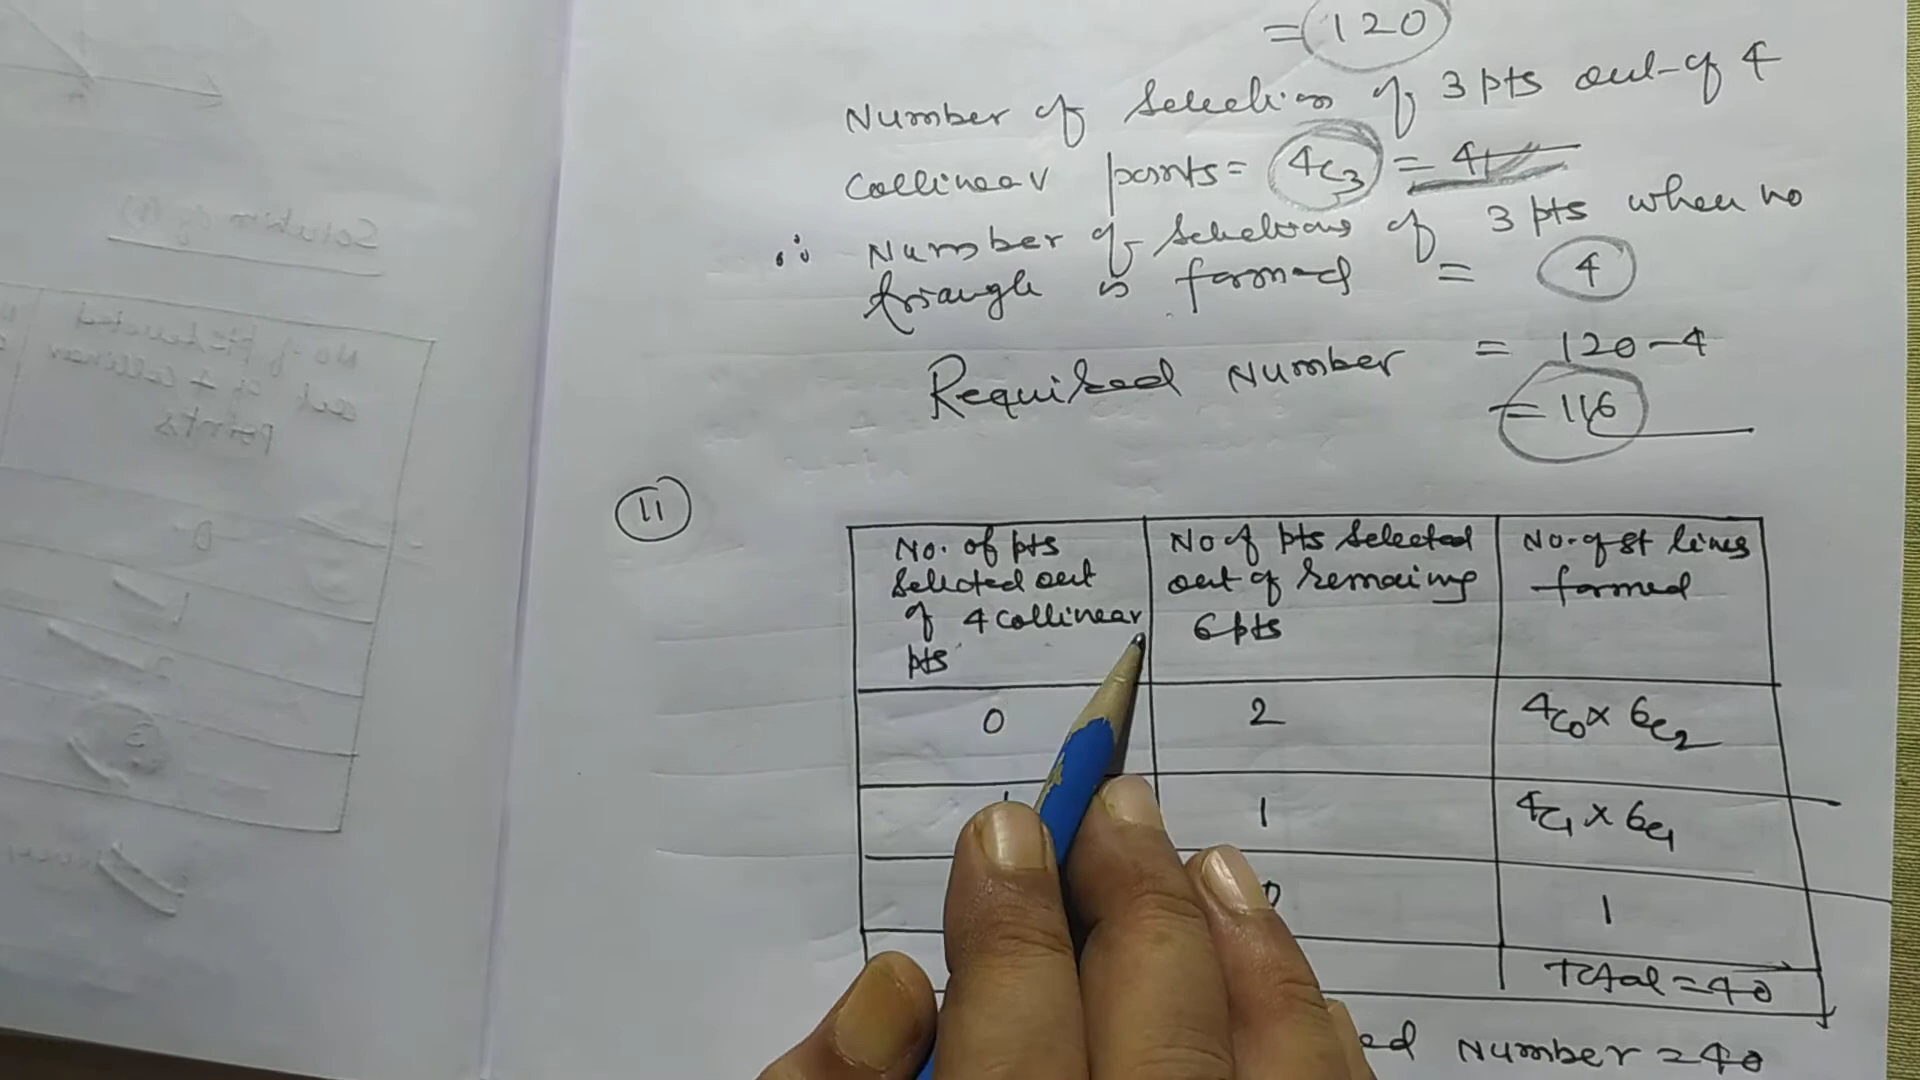 = 120
Number of Selection of 3 pts out of 4
Collinear points = 4C3 = 4
∴ Number of Selections of 3 pts when no
triangle is formed = 4
Required Number = 120-4
= 116
11
No. of pts
Selected out
of 4 collinear
pts
No of pts Selected
out of remaining
6 pts
No. of st lines
formed
0
2
4C0 × 6C2
1
4C1 × 6C1
0
1
Total = 40
ed Number = 40